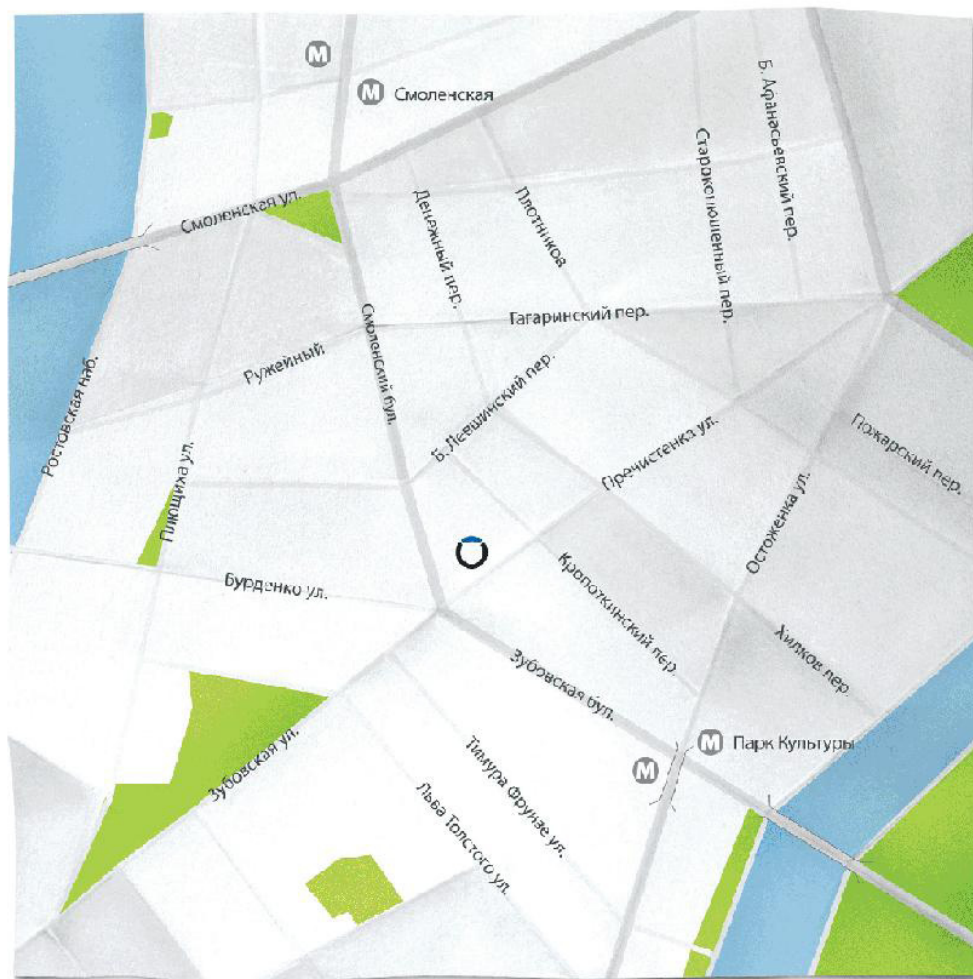 М
М Смоленская
Б. Афанасьевский пер.
Староконюшенный пер.
Плотников
Денежный пер.
Смоленская ул.
Гагаринский пер.
Смоленский бул.
Ружейный
Ростовская наб.
Б. Левшинский пер.
Пречистенка ул.
Пожарский пер.
Остоженка ул.
Плющиха ул.
Бурденко ул.
Кропоткинский пер.
Хилков пер.
Зубовская бул.
Зубовская ул.
М Парк Культуры
М
Тимура Фрунзе ул.
Льва Толстого ул.